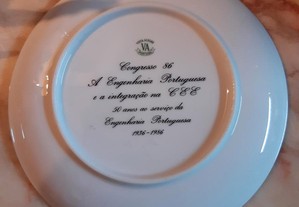 VA
Congresso 86
A Engenharia Portuguesa
e a integração na CEE
50 anos ao serviço da
Engenharia Portuguesa
1936-1986